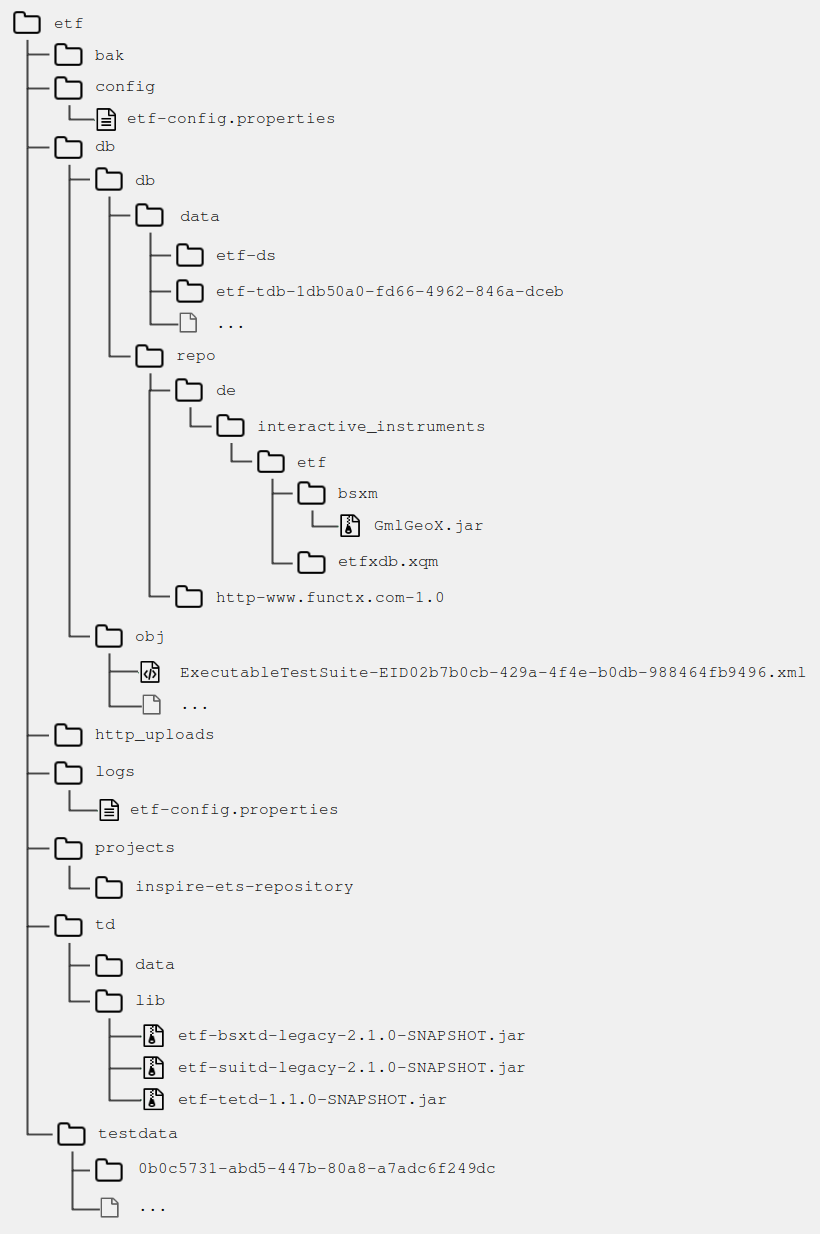 etf
bak
config
etf-config.properties
db
db
data
etf-ds
etf-tdb-1db50a0-fd66-4962-846a-dceb
...
repo
de
interactive_instruments
etf
bsxm
GmlGeoX.jar
etfxdb.xqm
http-www.functx.com-1.0
obj
ExecutableTestSuite-EID02b7b0cb-429a-4f4e-b0db-988464fb9496.xml
...
http_uploads
logs
etf-config.properties
projects
inspire-ets-repository
td
data
lib
etf-bsxtd-legacy-2.1.0-SNAPSHOT.jar
etf-suitd-legacy-2.1.0-SNAPSHOT.jar
etf-tetd-1.1.0-SNAPSHOT.jar
testdata
0b0c5731-abd5-447b-80a8-a7adc6f249dc
...